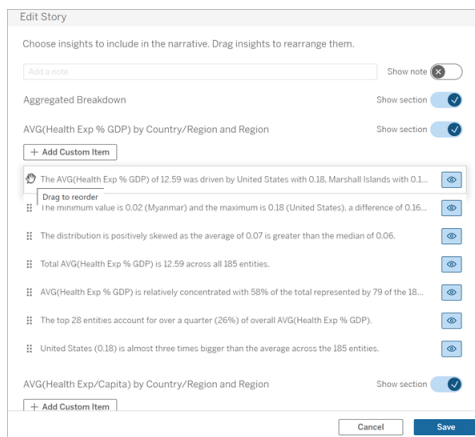 Edit Story
Choose insights to include in the narrative. Drag insights to rearrange them.
Add a note
Show note
Aggregated Breakdown
Show section
AVG(Health Exp % GDP) by Country/Region and Region
Show section
+ Add Custom Item
The AVG(Health Exp % GDP) of 12.59 was driven by United States with 0.18, Marshall Islands with 0.1...
Drag to reorder
The minimum value is 0.02 (Myanmar) and the maximum is 0.18 (United States), a difference of 0.16...
The distribution is positively skewed as the average of 0.07 is greater than the median of 0.06.
Total AVG(Health Exp % GDP) is 12.59 across all 185 entities.
AVG(Health Exp % GDP) is relatively concentrated with 58% of the total represented by 79 of the 18...
The top 28 entities account for over a quarter (26%) of overall AVG(Health Exp % GDP).
United States (0.18) is almost three times bigger than the average across the 185 entities.
AVG(Health Exp/Capita) by Country/Region and Region
Show section
+ Add Custom Item
Cancel
Save